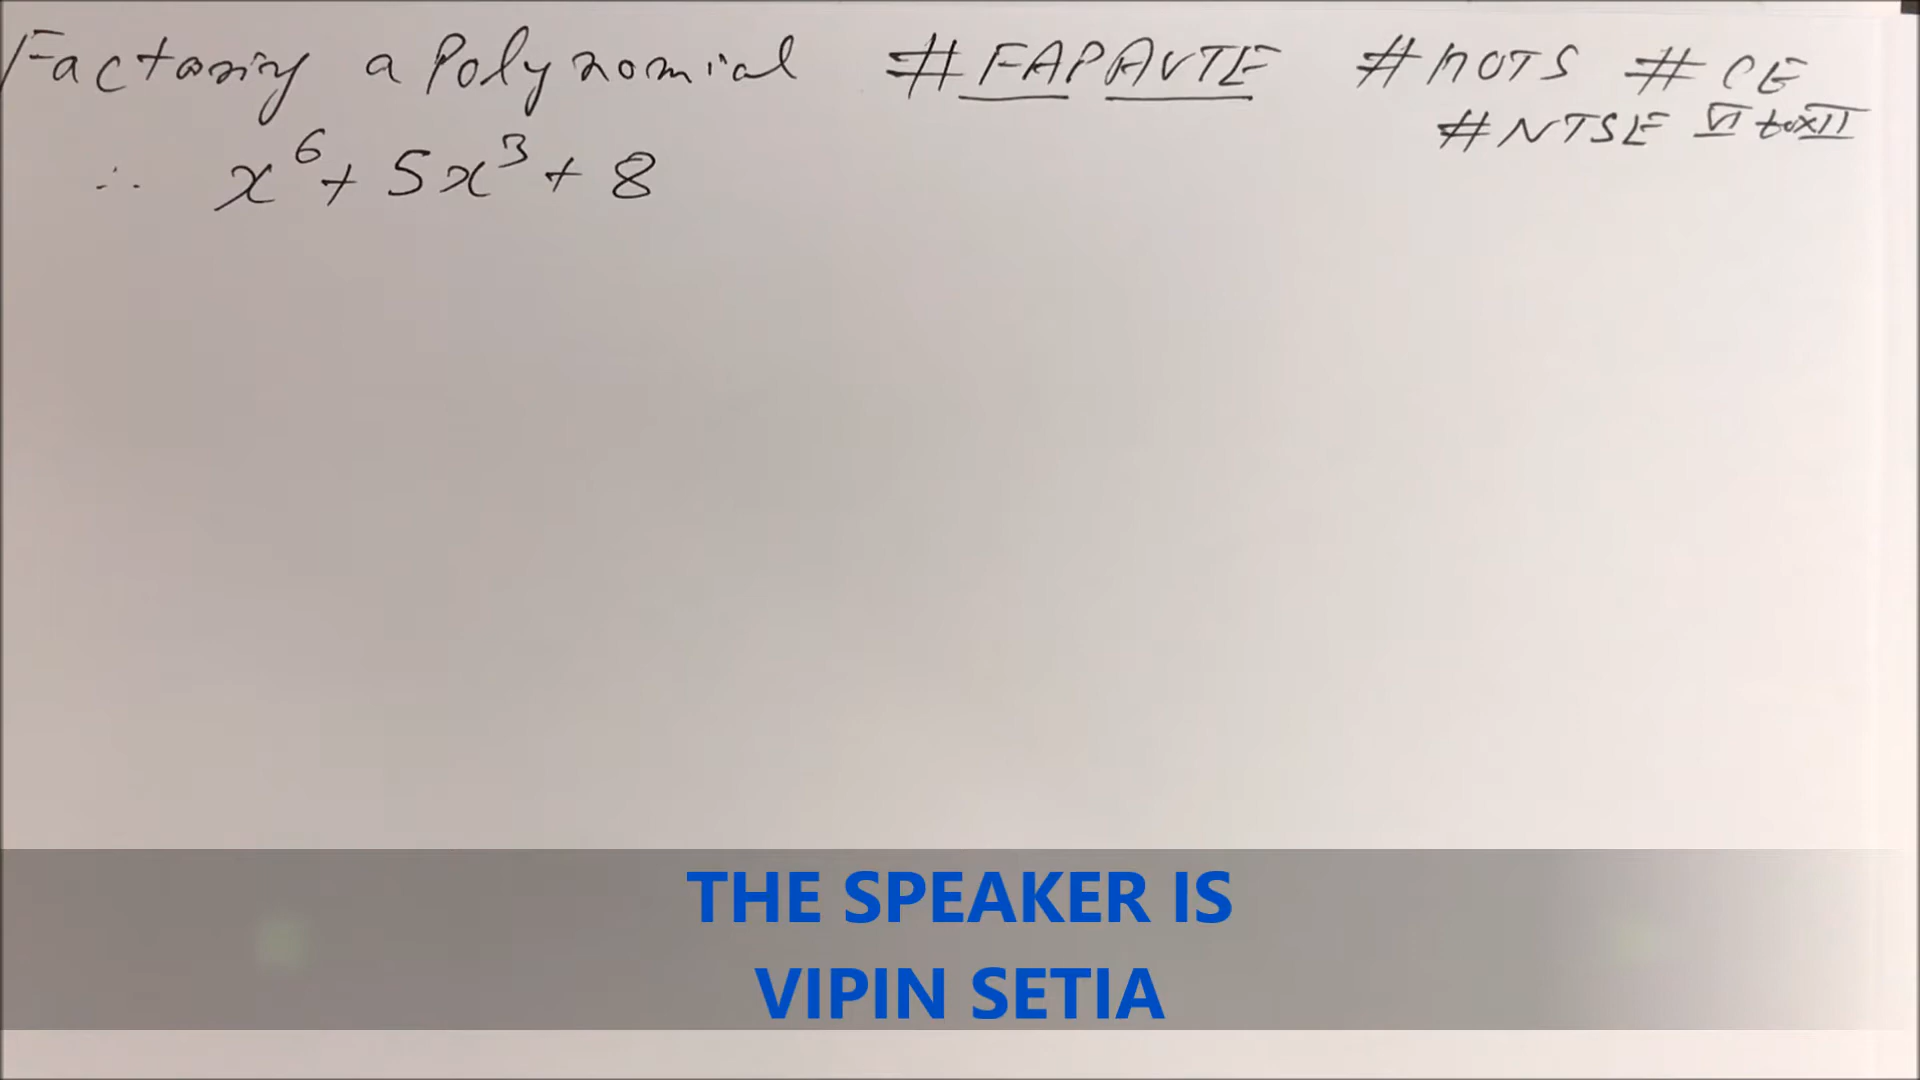 Factoring a Polynomial #FAPAVTE #HOTS #CE
#NTSE VI to XII
∴ x⁶ + 5x³ + 8
THE SPEAKER IS
VIPIN SETIA